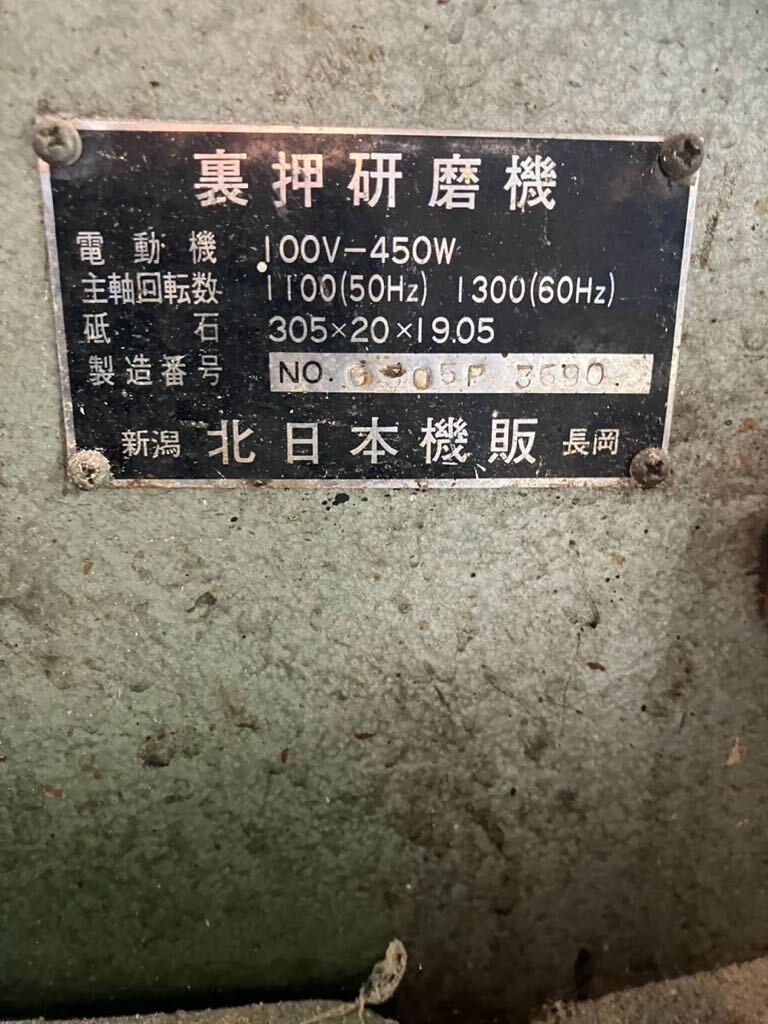 裏押研磨機
電動機 100V-450W
主軸回転数 1100(50Hz) 1300(60Hz)
砥石 305×20×19.05
製造番号 NO. 3690
新潟 北日本機販 長岡